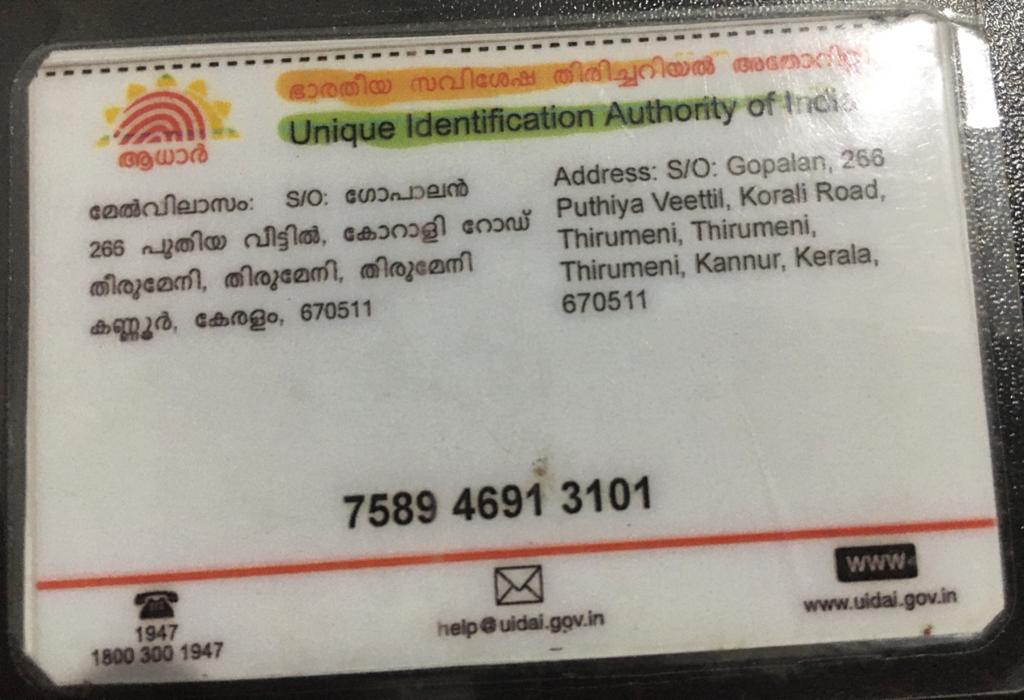 ഭാരതീയ സവിശേഷ തിരിച്ചറിയൽ
Unique Identification Authority of India
ആധാർ
മേൽവിലാസം: S/O: ഗോപാലൻ
266 പുതിയ വീട്ടിൽ, കോറാളി റോഡ്
തീരുമേനി, തിരുമേനി, തിരുമേനി
കണ്ണൂർ, കേരളം, 670511
Address: S/O: Gopalan, 266
Puthiya Veettil, Korali Road,
Thirumeni, Thirumeni,
Thirumeni, Kannur, Kerala,
670511
7589 4691 3101
1947
1800 300 1947
help@uidai.gov.in
WWW
www.uidai.gov.in